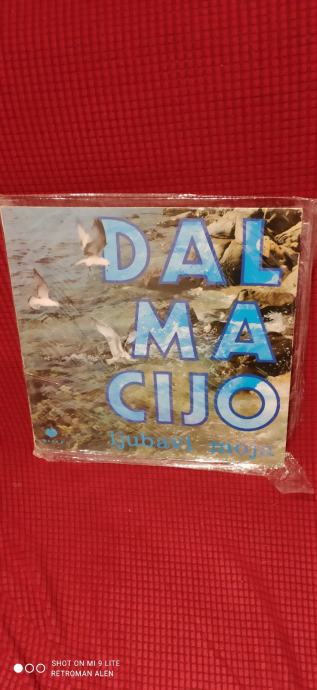 DAL
MA
CIJO
ljubavi moja
SHOT ON MI 9 LITE
RETROMAN ALEN